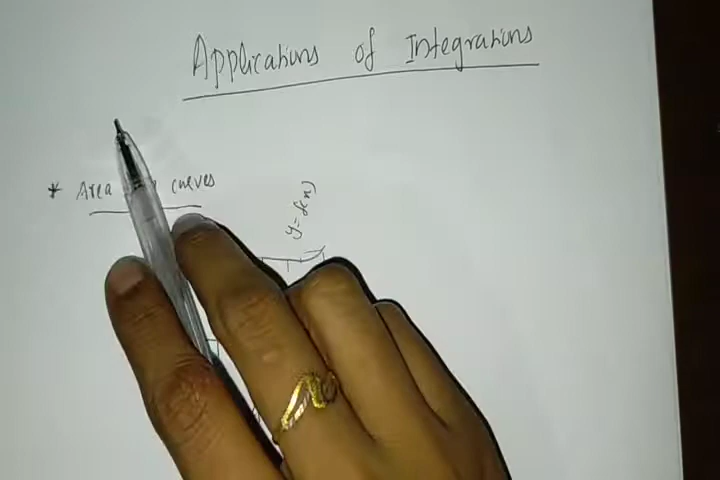 Applications of Integrations
* Area curves
y=f(x)